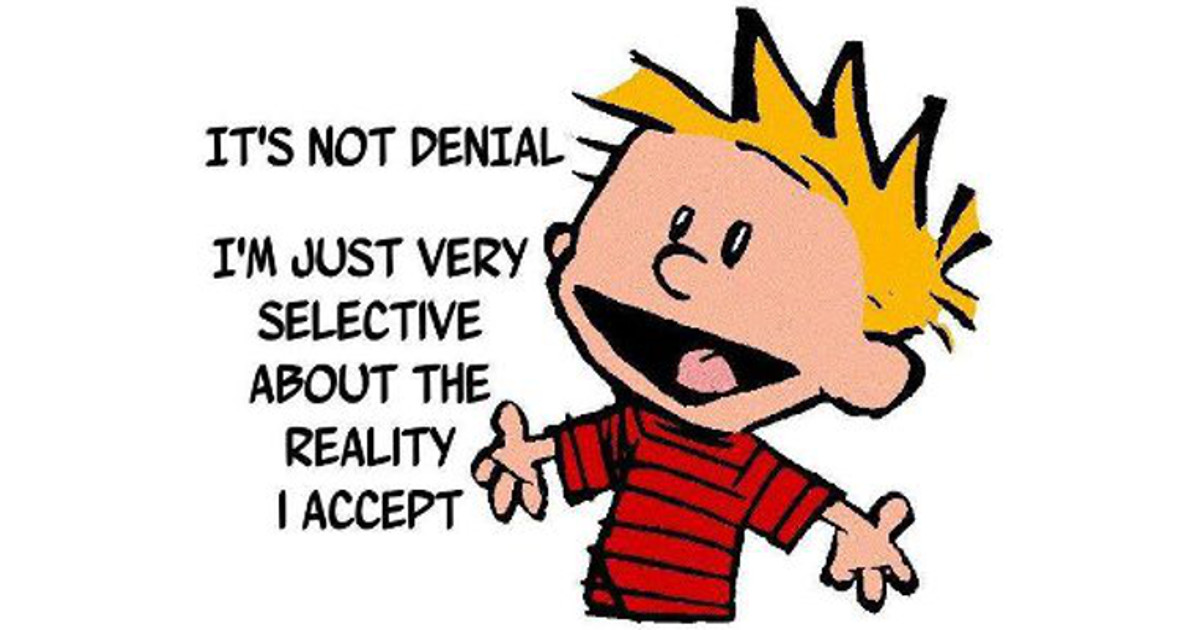 IT'S NOT DENIAL
I'M JUST VERY
SELECTIVE
ABOUT THE
REALITY
I ACCEPT